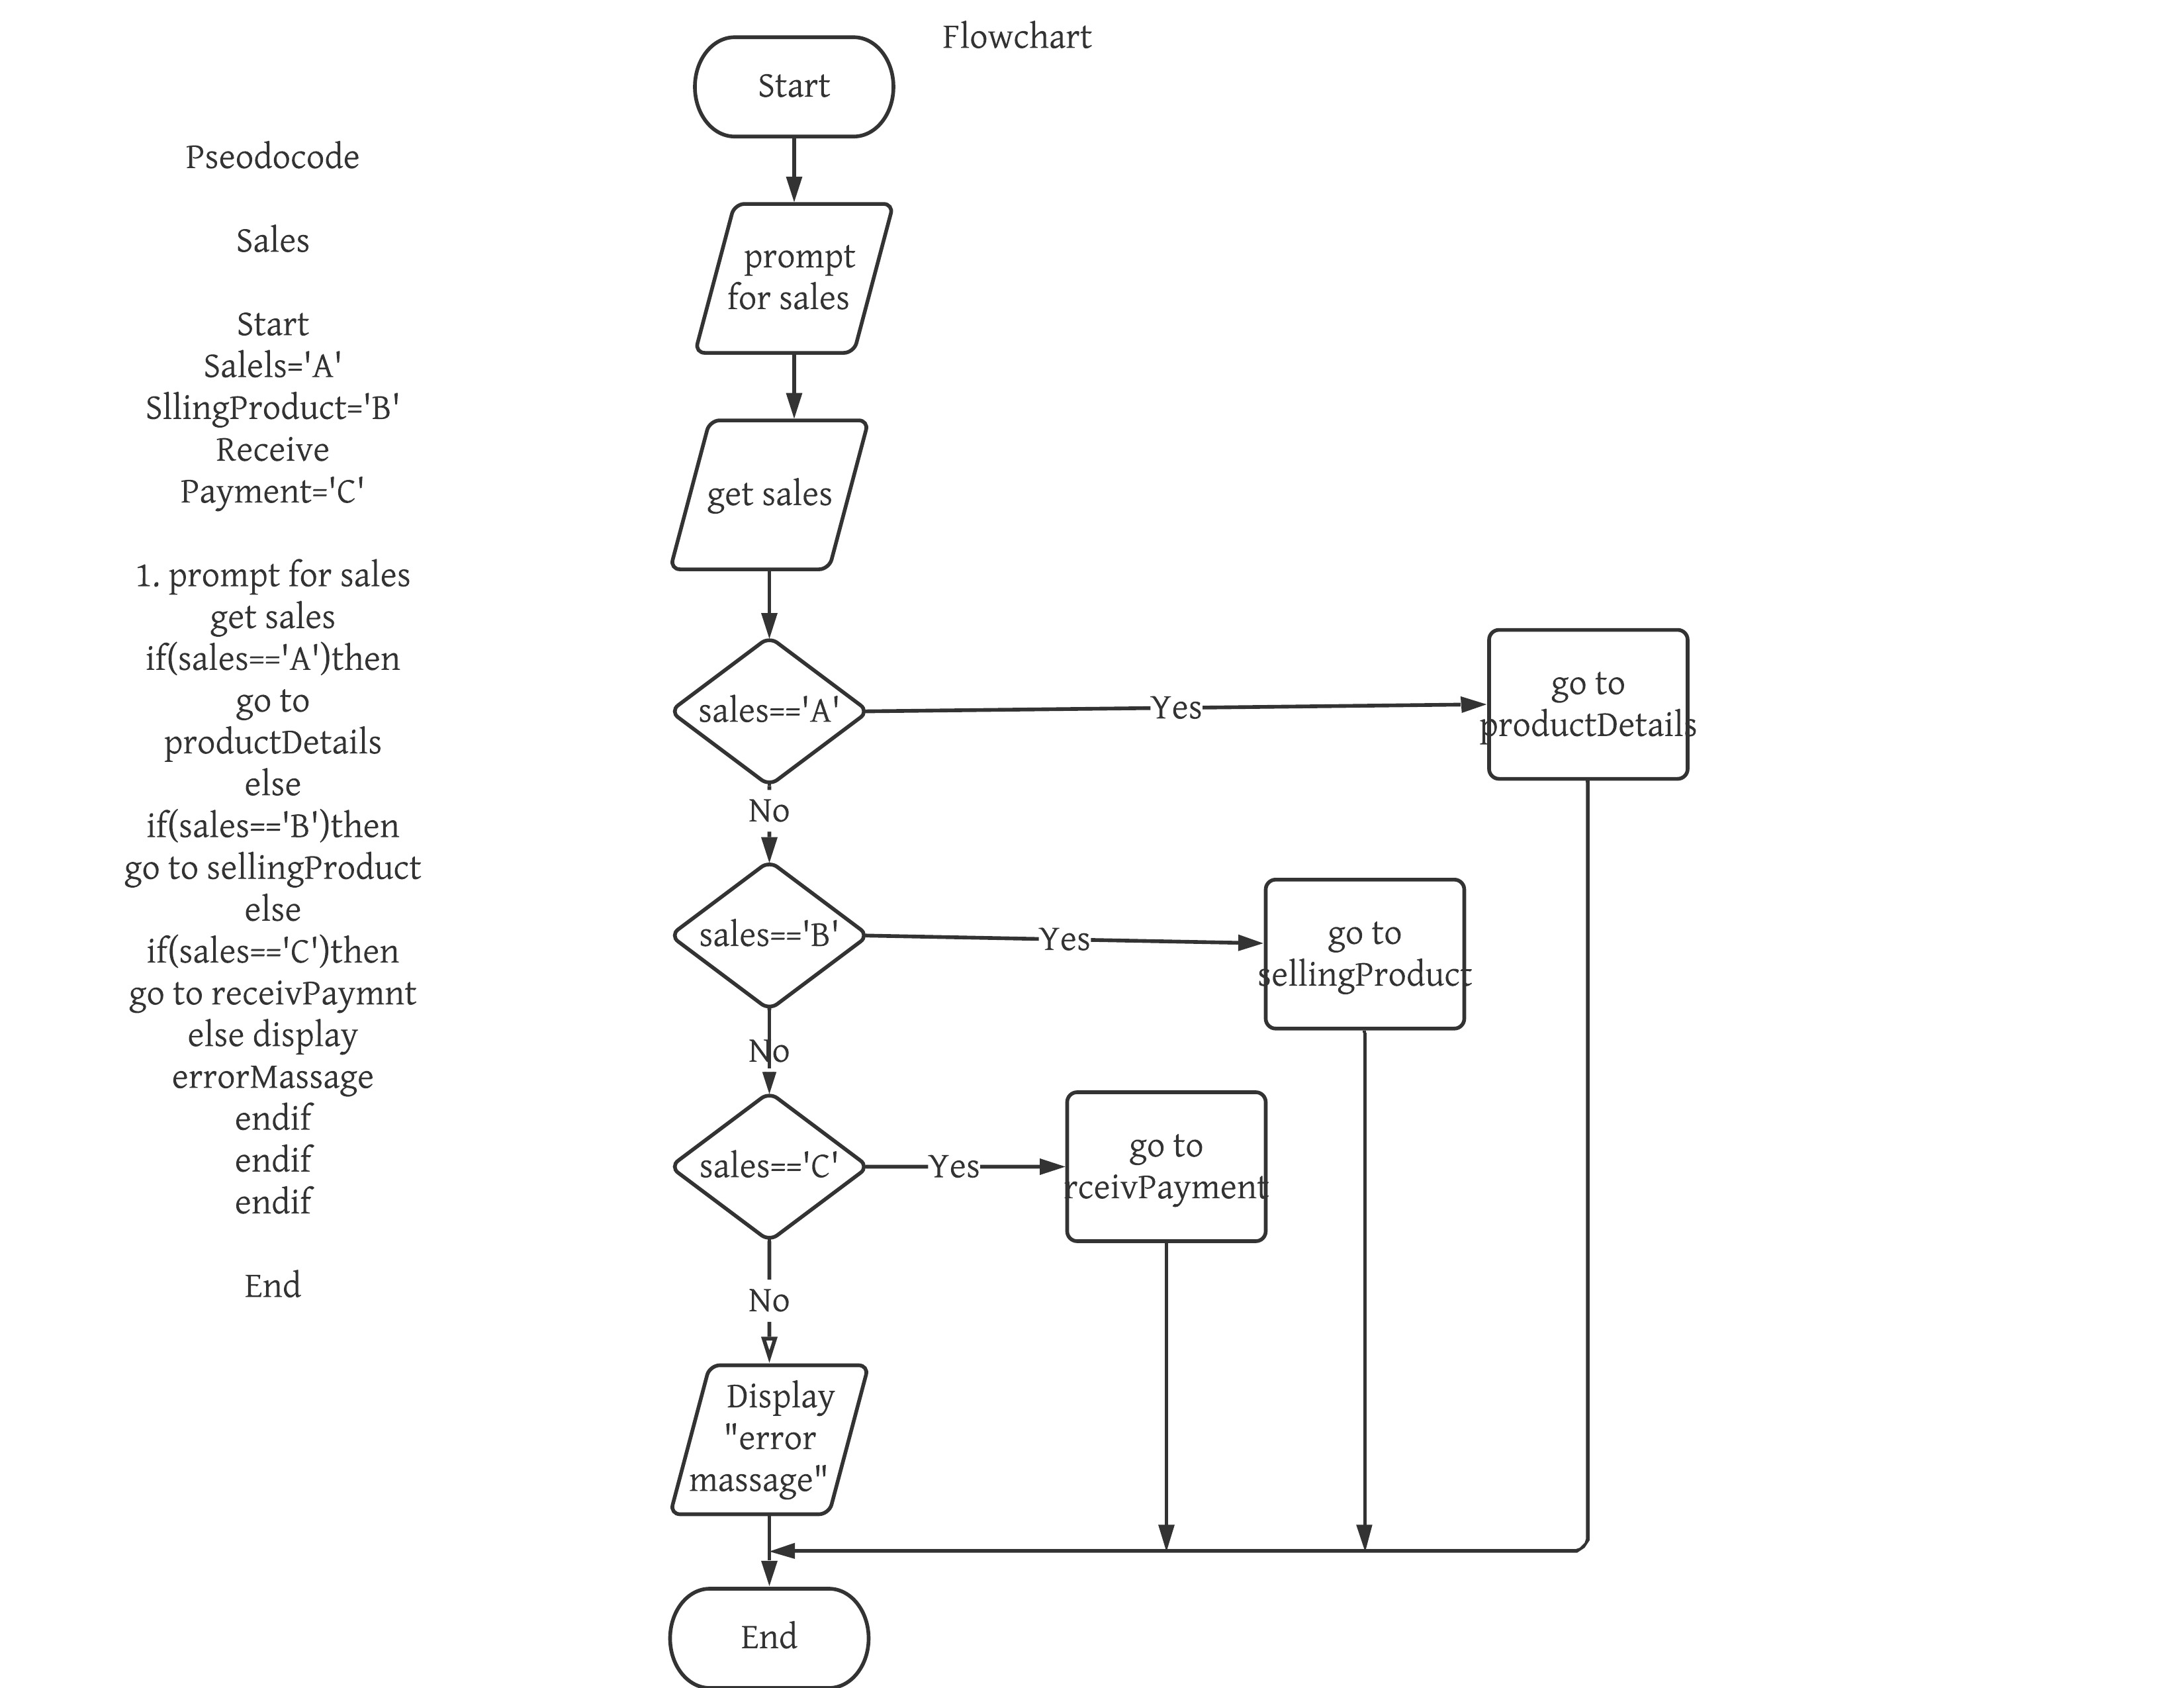 Flowchart
Pseodocode
Sales
Start
Salels='A'
SllingProduct='B'
Receive
Payment='C'
1. prompt for sales
get sales
if(sales=='A')then
go to
productDetails
else
if(sales=='B')then
go to sellingProduct
else
if(sales=='C')then
go to receivPaymnt
else display
errorMassage
endif
endif
endif
End
Start
prompt
for sales
get sales
sales=='A'
Yes
go to
productDetails
No
sales=='B'
Yes
go to
sellingProduct
No
sales=='C'
Yes
go to
rceivPayment
No
Display
"error
massage"
End